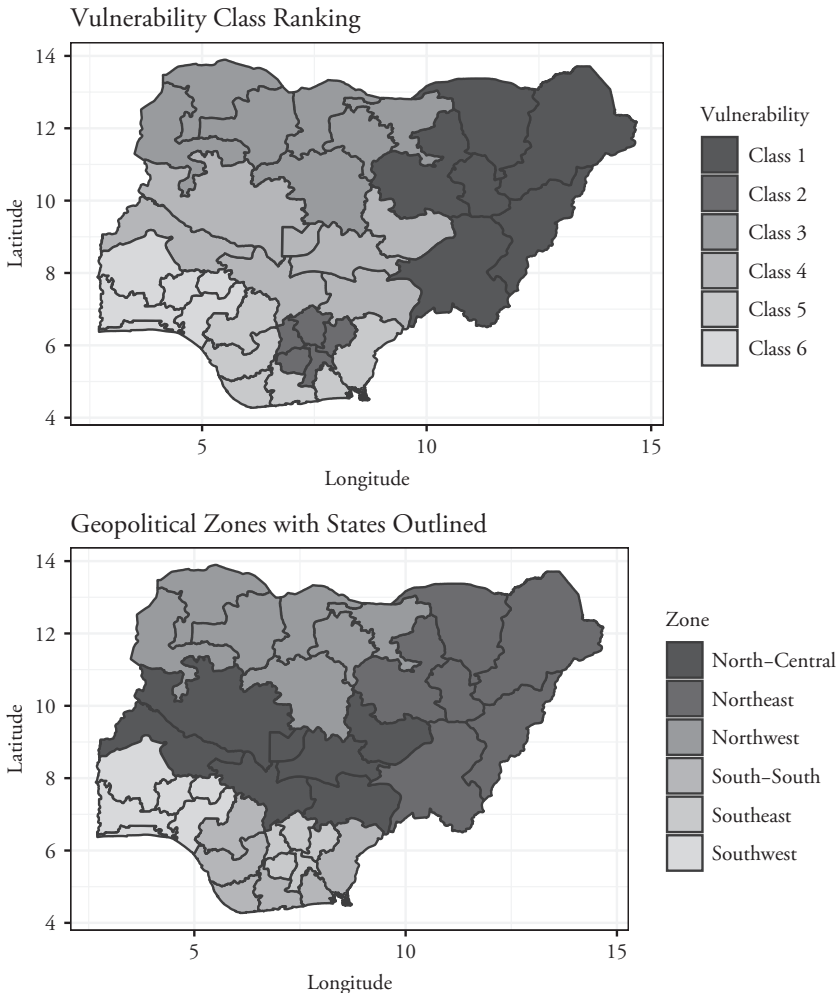 Vulnerability Class Ranking
14
12
10
8
6
4
Latitude
5
10
15
Longitude
Vulnerability
Class 1
Class 2
Class 3
Class 4
Class 5
Class 6
Geopolitical Zones with States Outlined
14
12
10
8
6
4
Latitude
5
10
15
Longitude
Zone
North–Central
Northeast
Northwest
South–South
Southeast
Southwest